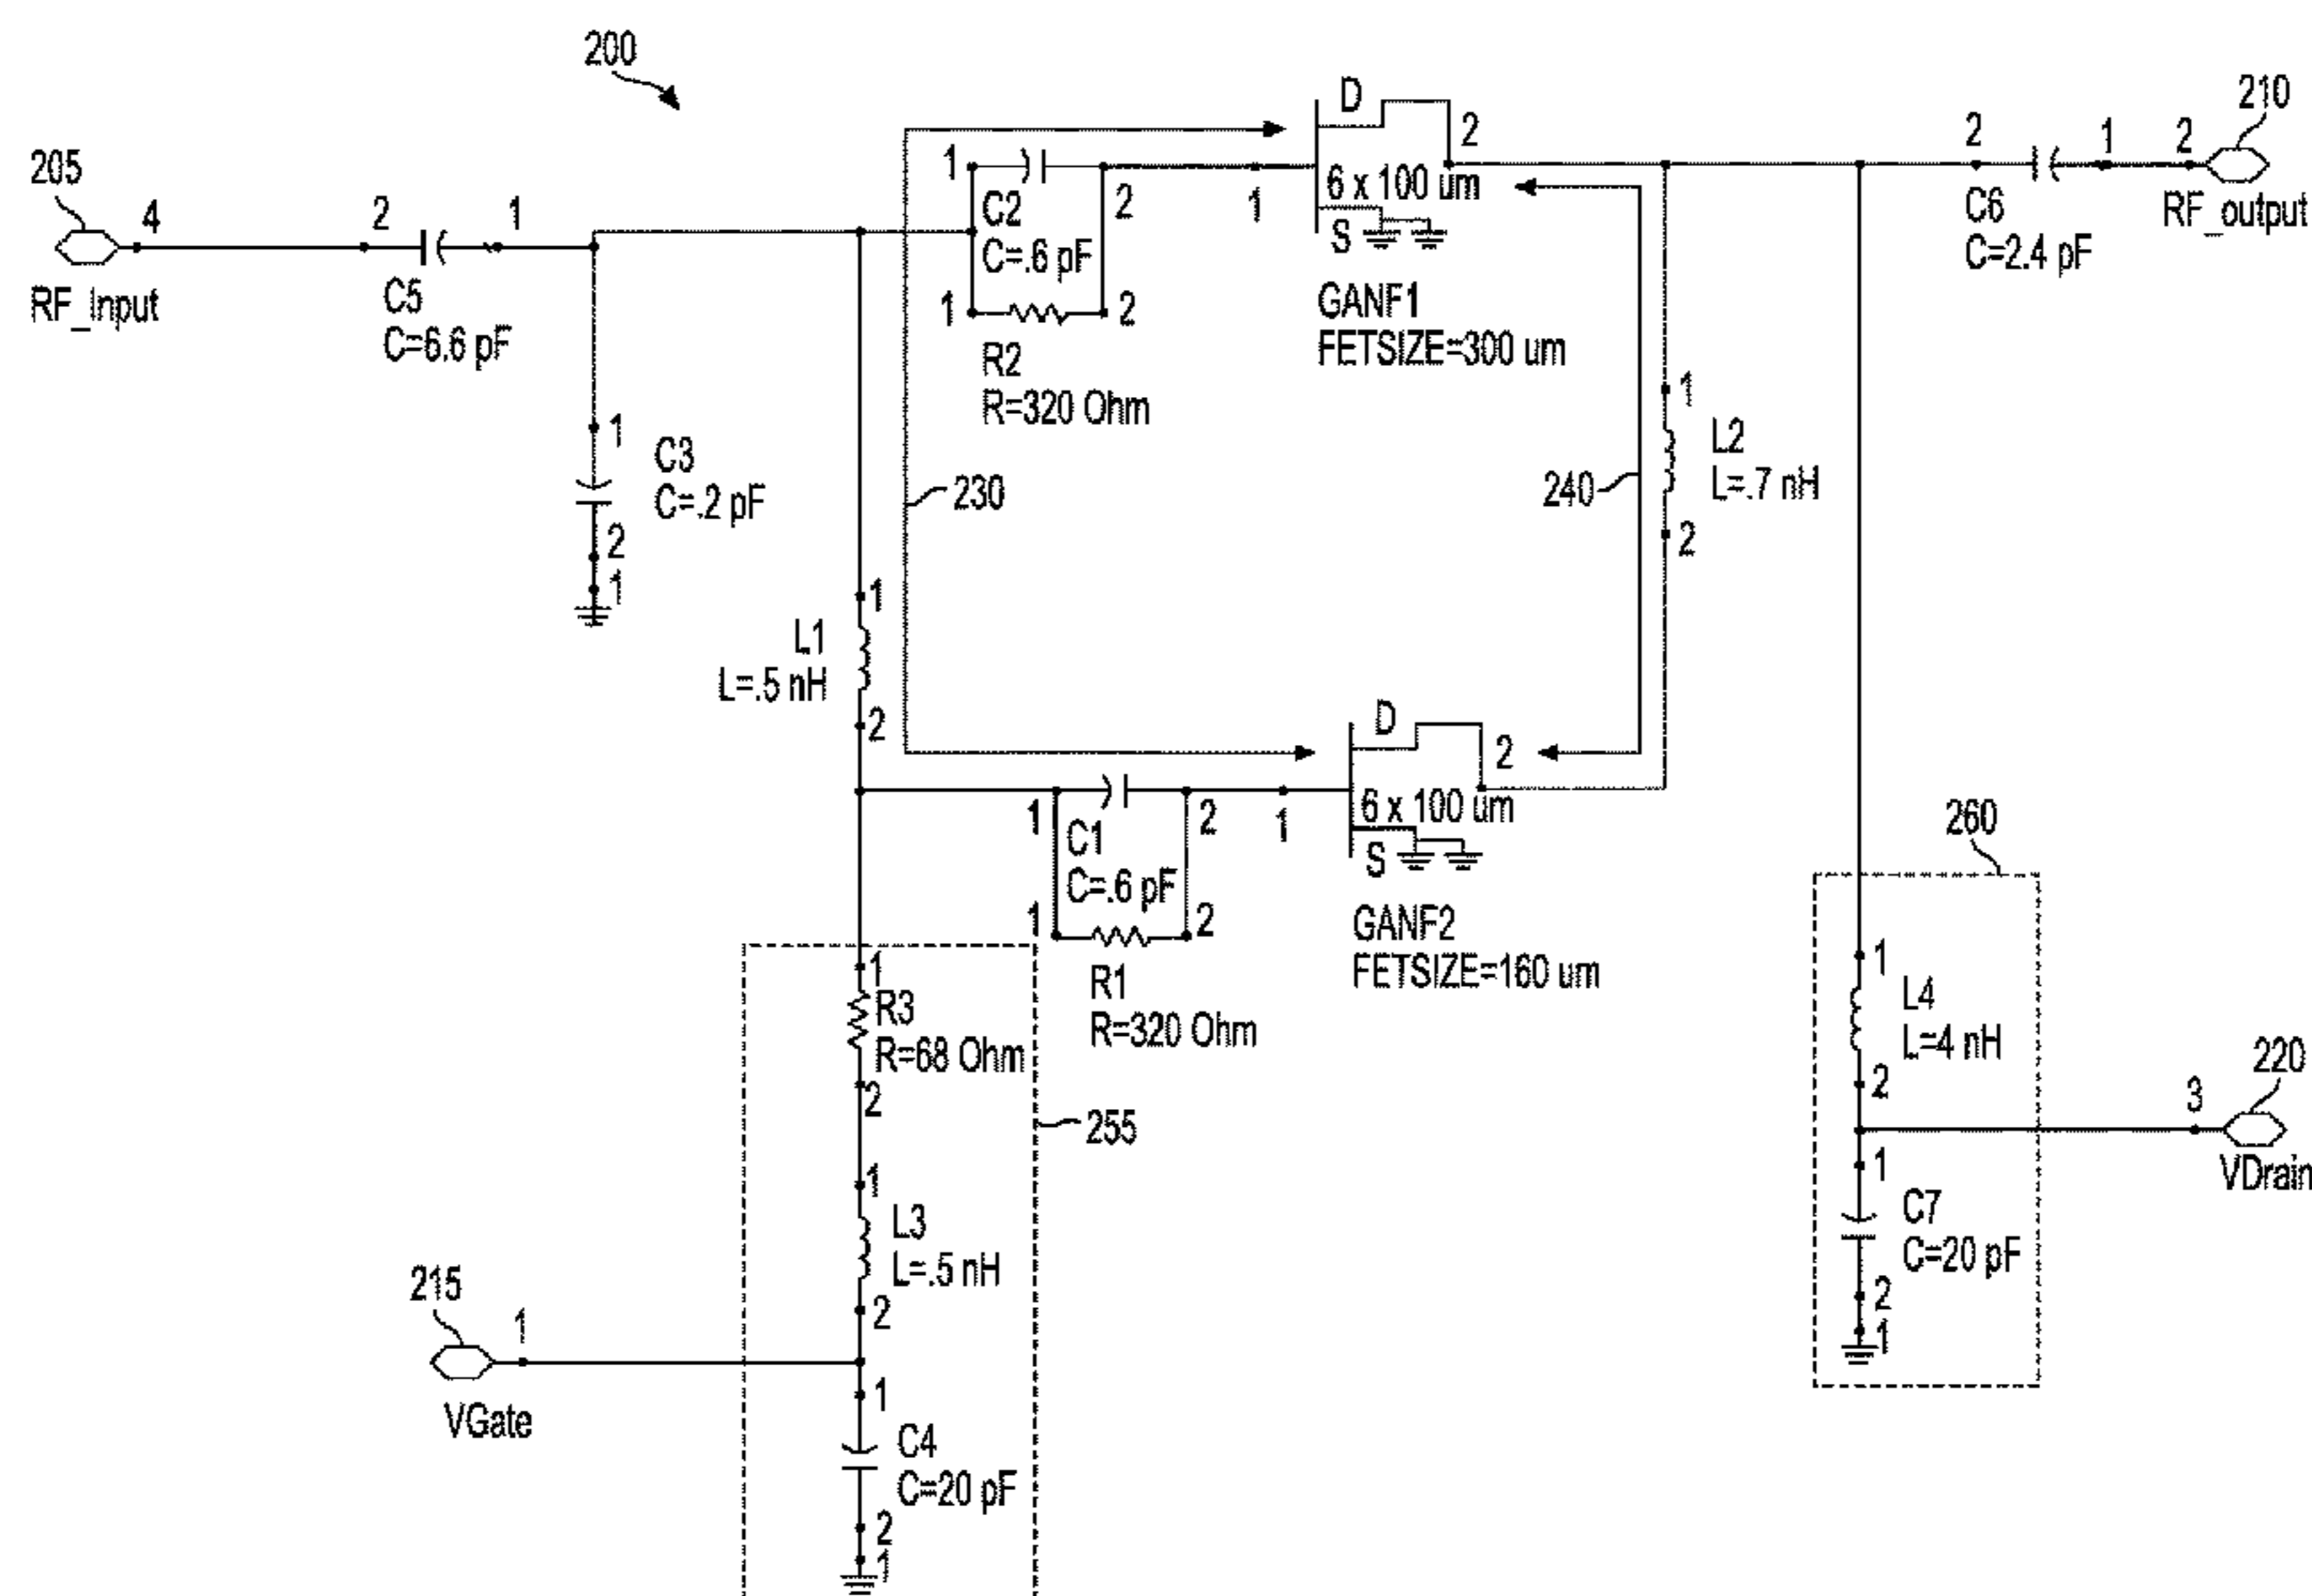 200
205
4
RF_Input
2
1
C5
C=6.6 pF
1
C3
C=.2 pF
2
1
1
C2
C=.6 pF
2
1
2
R2
R=320 Ohm
1
D
2
6 x 100 um
S
GANF1
FETSIZE=300 um
2
C6
C=2.4 pF
1
2
210
RF_output
230
240
1
L2
L=.7 nH
2
1
L1
L=.5 nH
2
1
C1
C=.6 pF
2
1
2
R1
R=320 Ohm
1
D
2
6 x 100 um
S
GANF2
FETSIZE=160 um
255
1
R3
R=68 Ohm
2
1
L3
L=.5 nH
2
215
1
VGate
1
C4
C=20 pF
2
1
260
1
L4
L=4 nH
2
3
220
VDrain
1
C7
C=20 pF
2
1